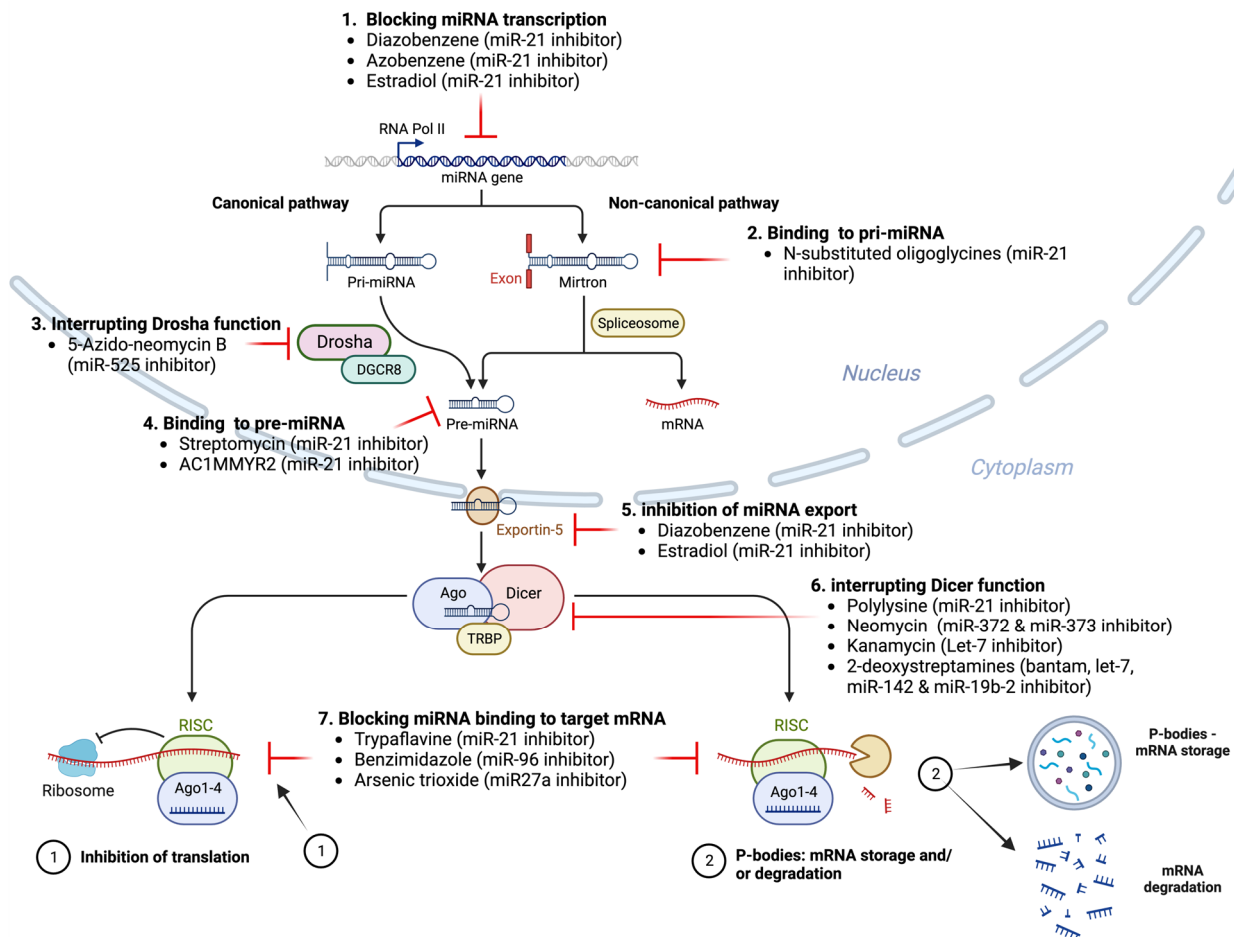 1. Blocking miRNA transcription
• Diazobenzene (miR-21 inhibitor)
• Azobenzene (miR-21 inhibitor)
• Estradiol (miR-21 inhibitor)
RNA Pol II
miRNA gene
Canonical pathway
Non-canonical pathway
2. Binding to pri-miRNA
• N-substituted oligoglycines (miR-21
inhibitor)
Pri-miRNA
Exon
Mirtron
3. Interrupting Drosha function
• 5-Azido-neomycin B
(miR-525 inhibitor)
Drosha
DGCR8
Spliceosome
Nucleus
4. Binding to pre-miRNA
• Streptomycin (miR-21 inhibitor)
• AC1MMYR2 (miR-21 inhibitor)
Pre-miRNA
mRNA
Cytoplasm
Exportin-5
5. inhibition of miRNA export
• Diazobenzene (miR-21 inhibitor)
• Estradiol (miR-21 inhibitor)
Ago
Dicer
TRBP
6. interrupting Dicer function
• Polylysine (miR-21 inhibitor)
• Neomycin (miR-372 & miR-373 inhibitor)
• Kanamycin (Let-7 inhibitor)
• 2-deoxystreptamines (bantam, let-7,
miR-142 & miR-19b-2 inhibitor)
7. Blocking miRNA binding to target mRNA
• Trypaflavine (miR-21 inhibitor)
• Benzimidazole (miR-96 inhibitor)
• Arsenic trioxide (miR27a inhibitor)
RISC
Ribosome
Ago1-4
1
1 Inhibition of translation
RISC
Ago1-4
2
P-bodies -
mRNA storage
2 P-bodies: mRNA storage and/
or degradation
mRNA
degradation